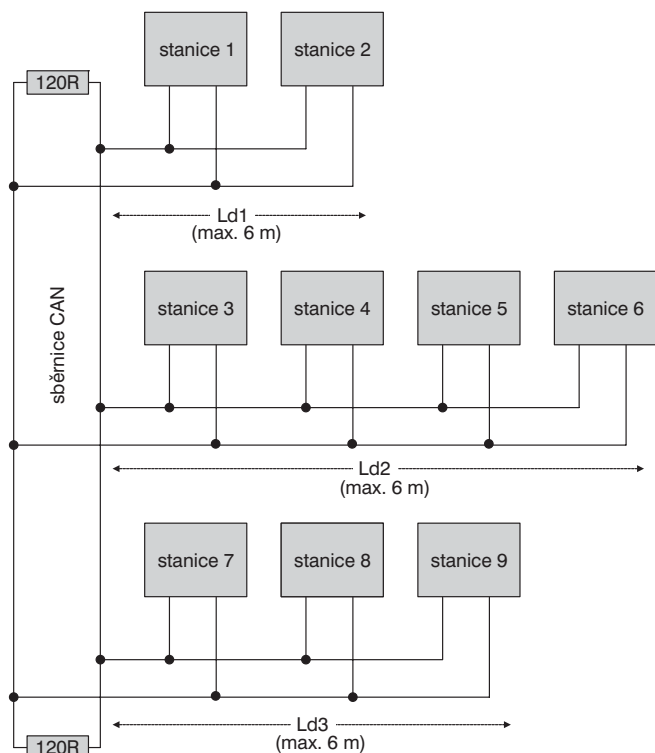 stanice 1
stanice 2
120R
Ld1
(max. 6 m)
sběrnice CAN
stanice 3
stanice 4
stanice 5
stanice 6
Ld2
(max. 6 m)
stanice 7
stanice 8
stanice 9
Ld3
(max. 6 m)
120R